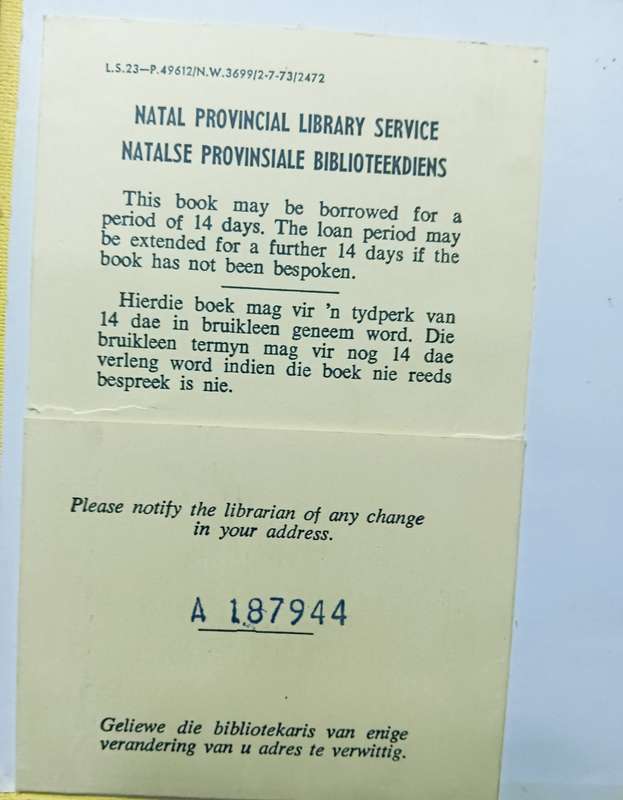 L.S.23—P.49612/N.W.3699/2-7-73/2472
NATAL PROVINCIAL LIBRARY SERVICE
NATALSE PROVINSIALE BIBLIOTEEKDIENS
This book may be borrowed for a
period of 14 days. The loan period may
be extended for a further 14 days if the
book has not been bespoken.
Hierdie boek mag vir 'n tydperk van
14 dae in bruikleen geneem word. Die
bruikleen termyn mag vir nog 14 dae
verleng word indien die boek nie reeds
bespreek is nie.
Please notify the librarian of any change
in your address.
A 187944
Geliewe die bibliotekaris van enige
verandering van u adres te verwittig.